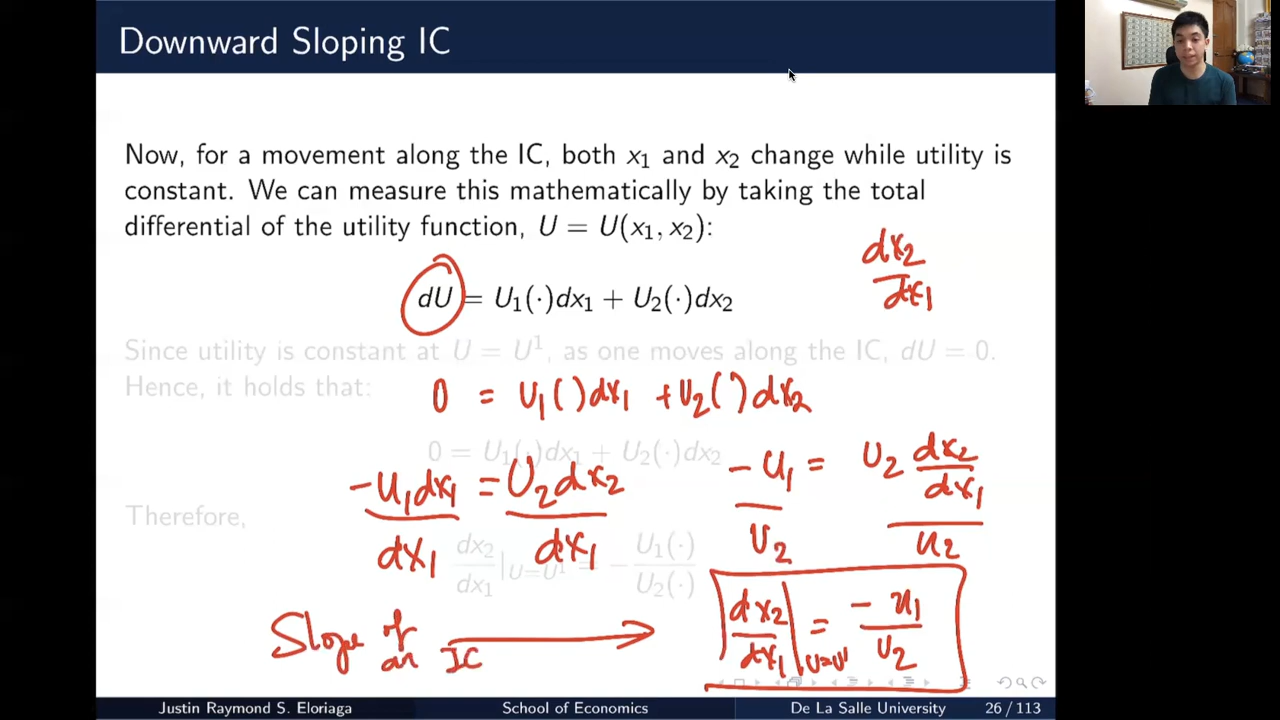 Downward Sloping IC
Now, for a movement along the IC, both x₁ and x₂ change while utility is
constant. We can measure this mathematically by taking the total
differential of the utility function, U = U(x₁, x₂):
dx₂
dx₁
dU = U₁(·)dx₁ + U₂(·)dx₂
Since utility is constant at U = U¹, as one moves along the IC, dU = 0.
Hence, it holds that:
0 = U₁( )dx₁ + U₂( )dx₂
0 = U₁(·)dx₁ + U₂(·)dx₂
-U₁dx₁ = U₂dx₂
dx₁ dx₁
-U₁ = U₂ dx₂
dx₁
U₂ U₂
Therefore,
dx₂/dx₁ |U=U¹ = - U₁(·)/U₂(·)
Slope of
an IC
dx₂ | = - U₁
dx₁ |U=U¹ U₂
Justin Raymond S. Eloriaga School of Economics De La Salle University 26 / 113